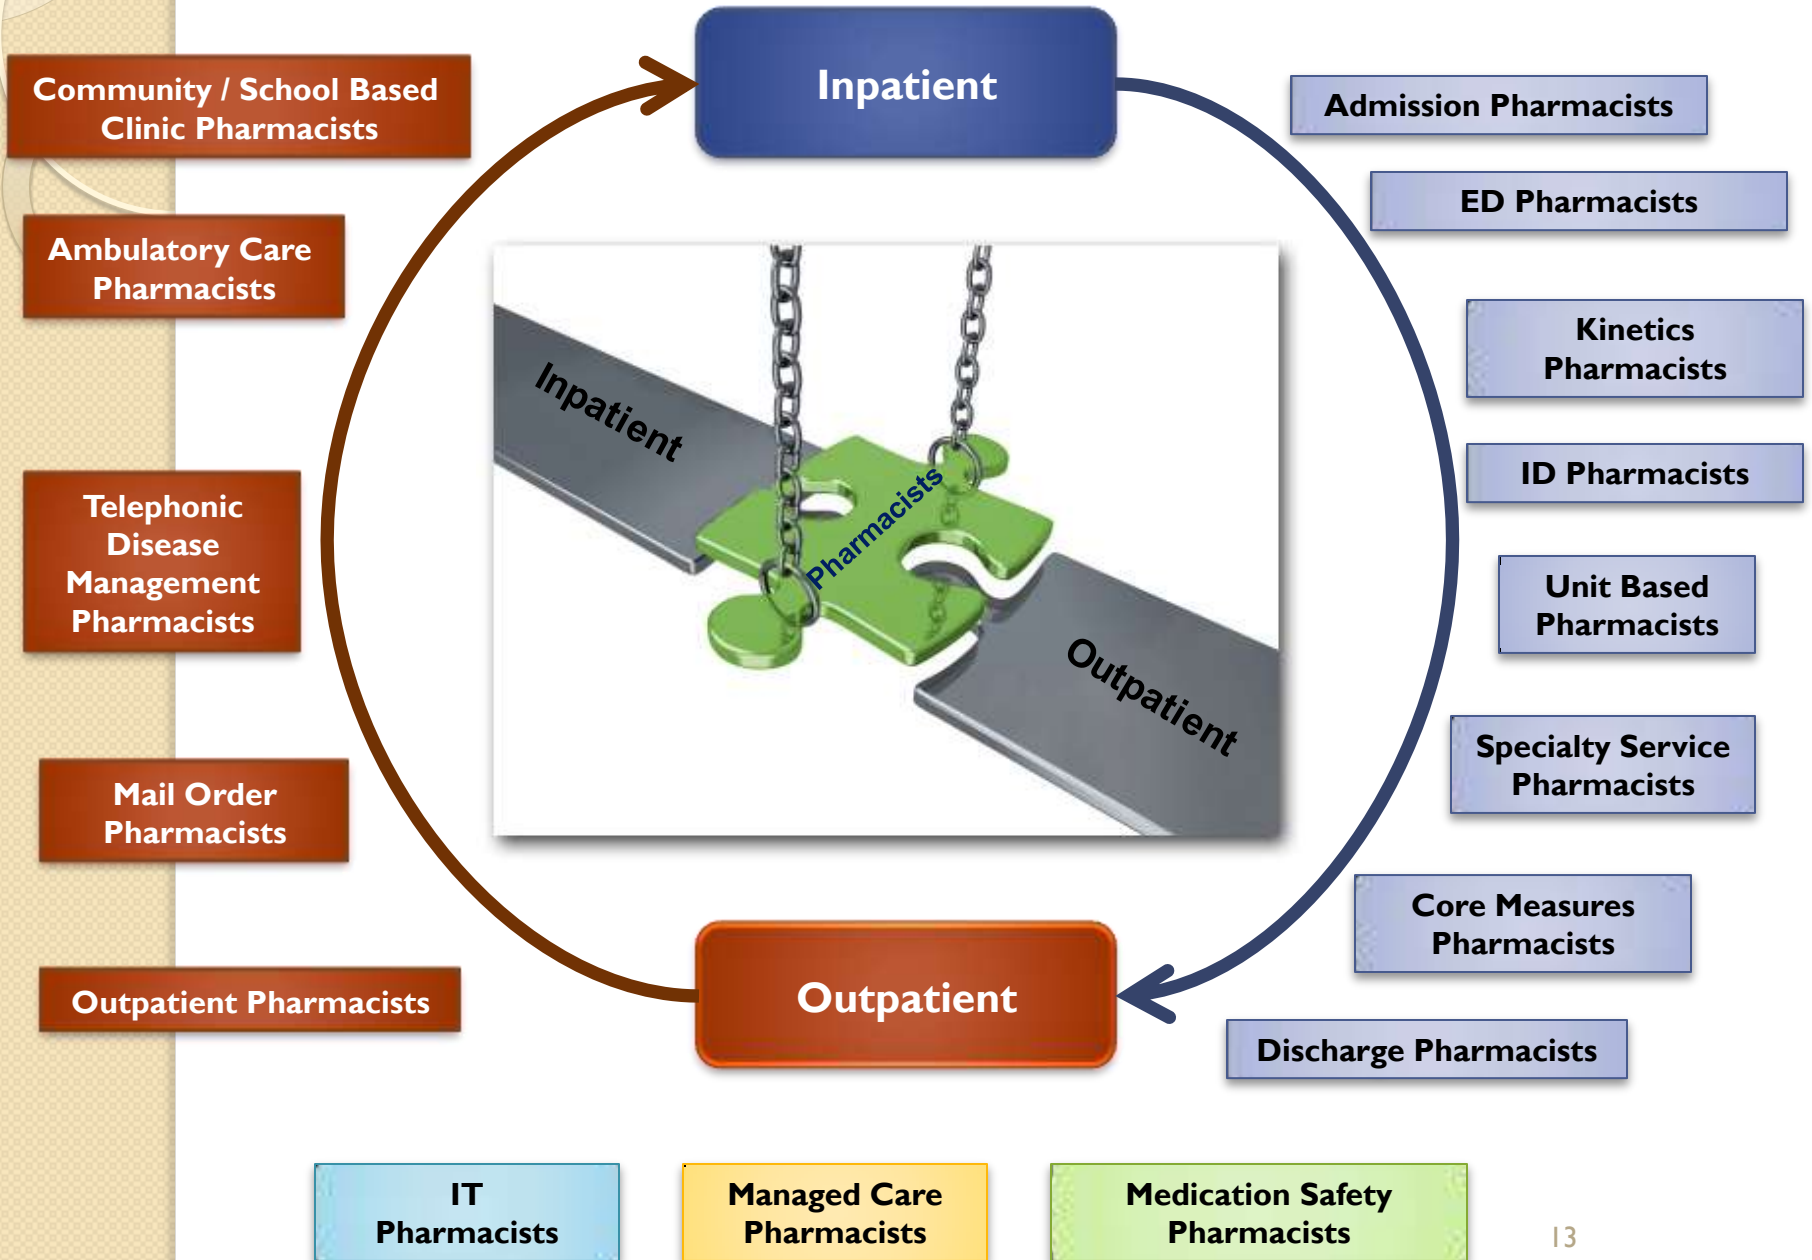 Inpatient
Community / School Based
Clinic Pharmacists
Ambulatory Care
Pharmacists
Telephonic
Disease
Management
Pharmacists
Mail Order
Pharmacists
Outpatient Pharmacists
Inpatient
Pharmacists
Outpatient
Outpatient
Admission Pharmacists
ED Pharmacists
Kinetics
Pharmacists
ID Pharmacists
Unit Based
Pharmacists
Specialty Service
Pharmacists
Core Measures
Pharmacists
Discharge Pharmacists
IT
Pharmacists
Managed Care
Pharmacists
Medication Safety
Pharmacists
13